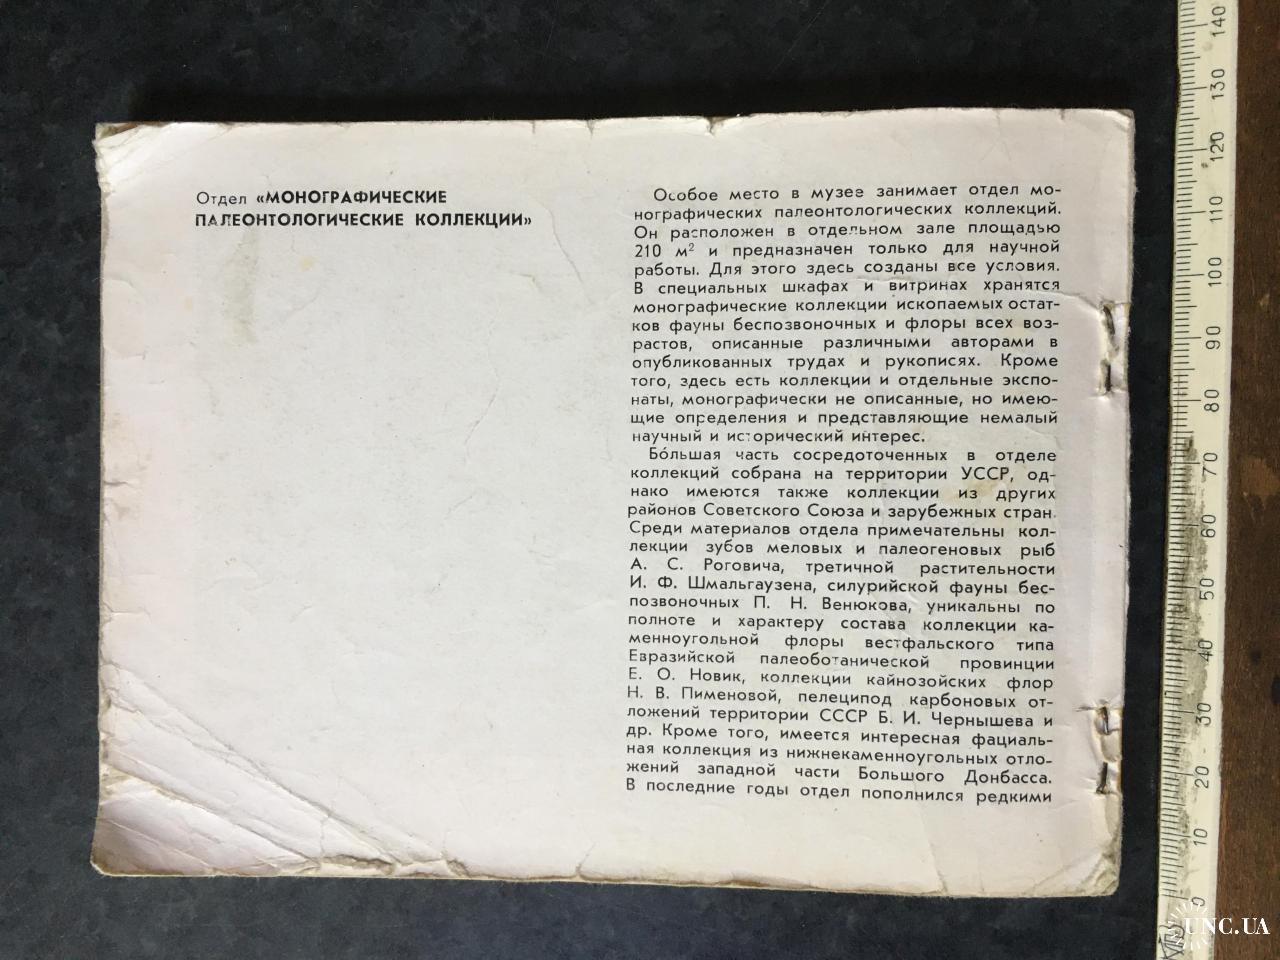 Отдел «МОНОГРАФИЧЕСКИЕ
ПАЛЕОНТОЛОГИЧЕСКИЕ КОЛЛЕКЦИИ»
Особое место в музее занимает отдел мо-
нографических палеонтологических коллекций.
Он расположен в отдельном зале площадью
210 м² и предназначен только для научной
работы. Для этого здесь созданы все условия.
В специальных шкафах и витринах хранятся
монографические коллекции ископаемых остат-
ков фауны беспозвоночных и флоры всех воз-
растов, описанные различными авторами в
опубликованных трудах и рукописях. Кроме
того, здесь есть коллекции и отдельные экспо-
наты, монографически не описанные, но имею-
щие определения и представляющие немалый
научный и исторический интерес.
Бо́льшая часть сосредоточенных в отделе
коллекций собрана на территории УССР, од-
нако имеются также коллекции из других
районов Советского Союза и зарубежных стран.
Среди материалов отдела примечательны кол-
лекции зубов меловых и палеогеновых рыб
А. С. Роговича, третичной растительности
И. Ф. Шмальгаузена, силурийской фауны бес-
позвоночных П. Н. Венюкова, уникальны по
полноте и характеру состава коллекции ка-
менноугольной флоры вестфальского типа
Евразийской палеоботанической провинции
Е. О. Новик, коллекции кайнозойских флор
Н. В. Пименовой, пелеципод карбоновых от-
ложений территории СССР Б. И. Чернышева и
др. Кроме того, имеется интересная фациаль-
ная коллекция из нижнекаменноугольных отло-
жений западной части Большого Донбасса.
В последние годы отдел пополнился редкими
140
130
120
110
100
90
80
70
60
50
40
30
20
10
0
UNC.UA